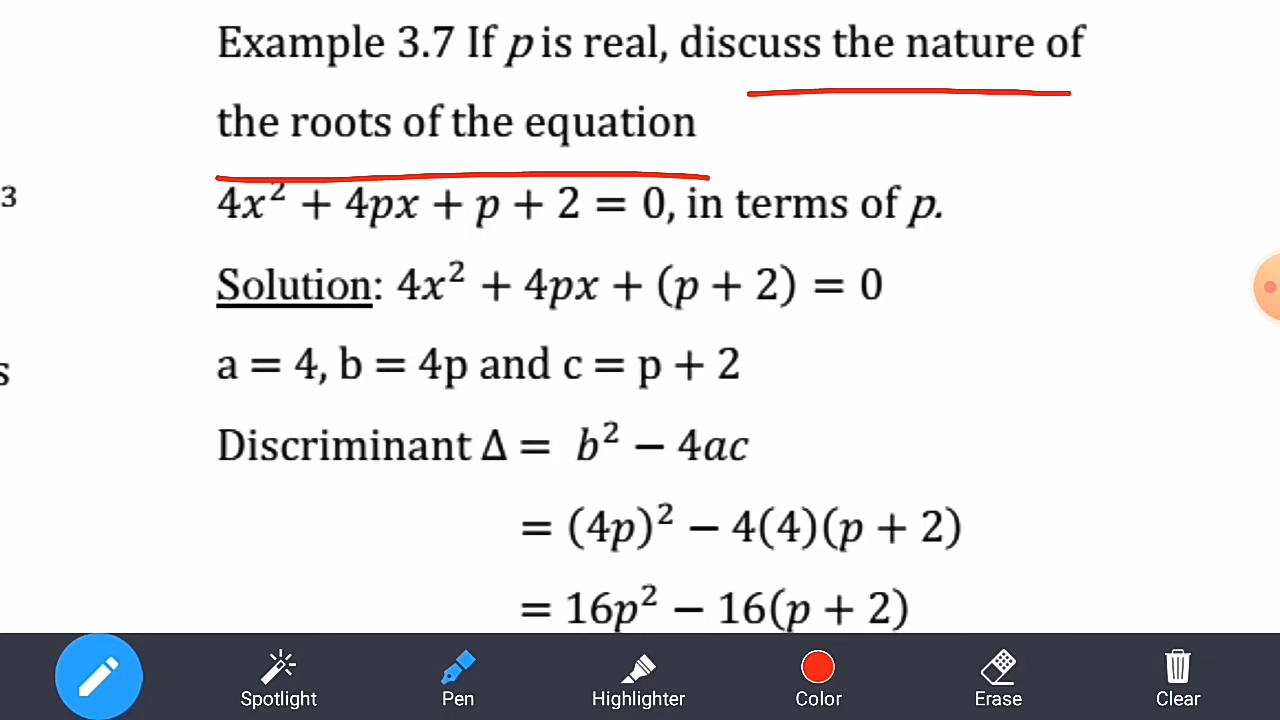 Example 3.7 If p is real, discuss the nature of
the roots of the equation
3
4x² + 4px + p + 2 = 0, in terms of p.
Solution: 4x² + 4px + (p + 2) = 0
s
a = 4, b = 4p and c = p + 2
Discriminant Δ = b² − 4ac
= (4p)² − 4(4)(p + 2)
= 16p² − 16(p + 2)
Spotlight Pen Highlighter Color Erase Clear